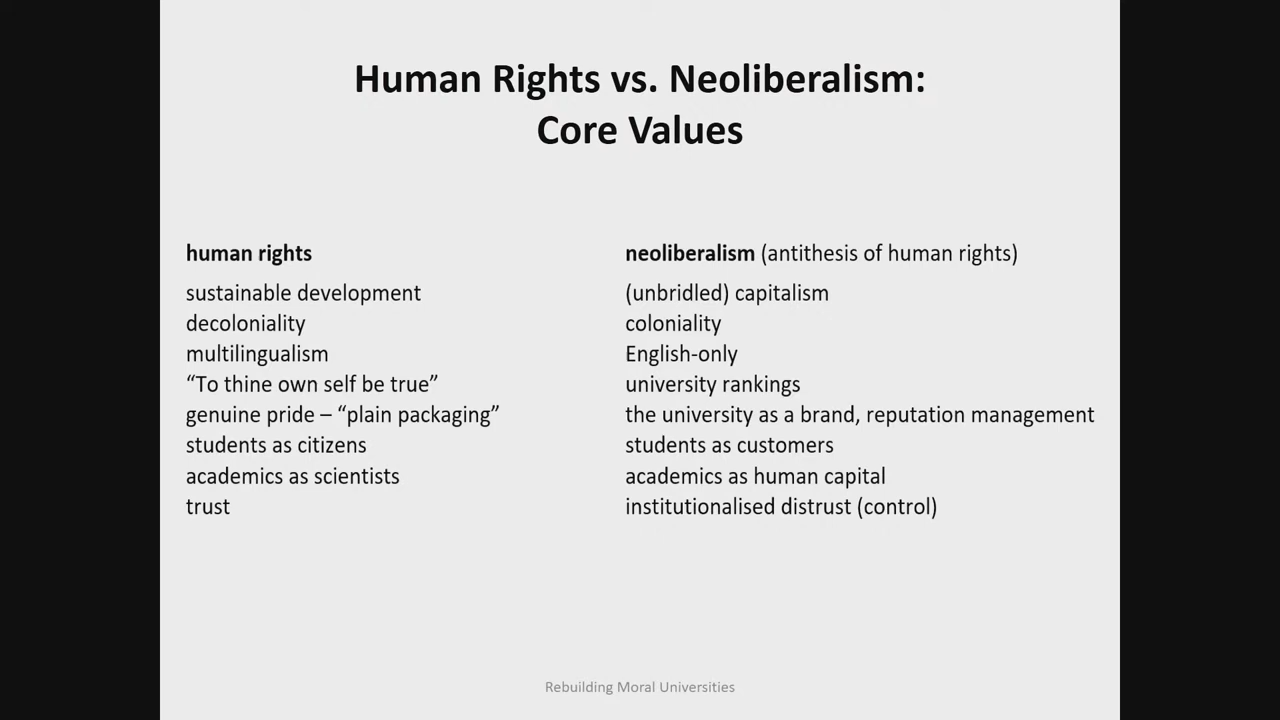 Human Rights vs. Neoliberalism:
Core Values
human rights
neoliberalism (antithesis of human rights)
sustainable development
(unbridled) capitalism
decoloniality
coloniality
multilingualism
English-only
“To thine own self be true”
university rankings
genuine pride – “plain packaging”
the university as a brand, reputation management
students as citizens
students as customers
academics as scientists
academics as human capital
trust
institutionalised distrust (control)
Rebuilding Moral Universities